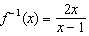 f⁻¹(x) = 2x / (x − 1)